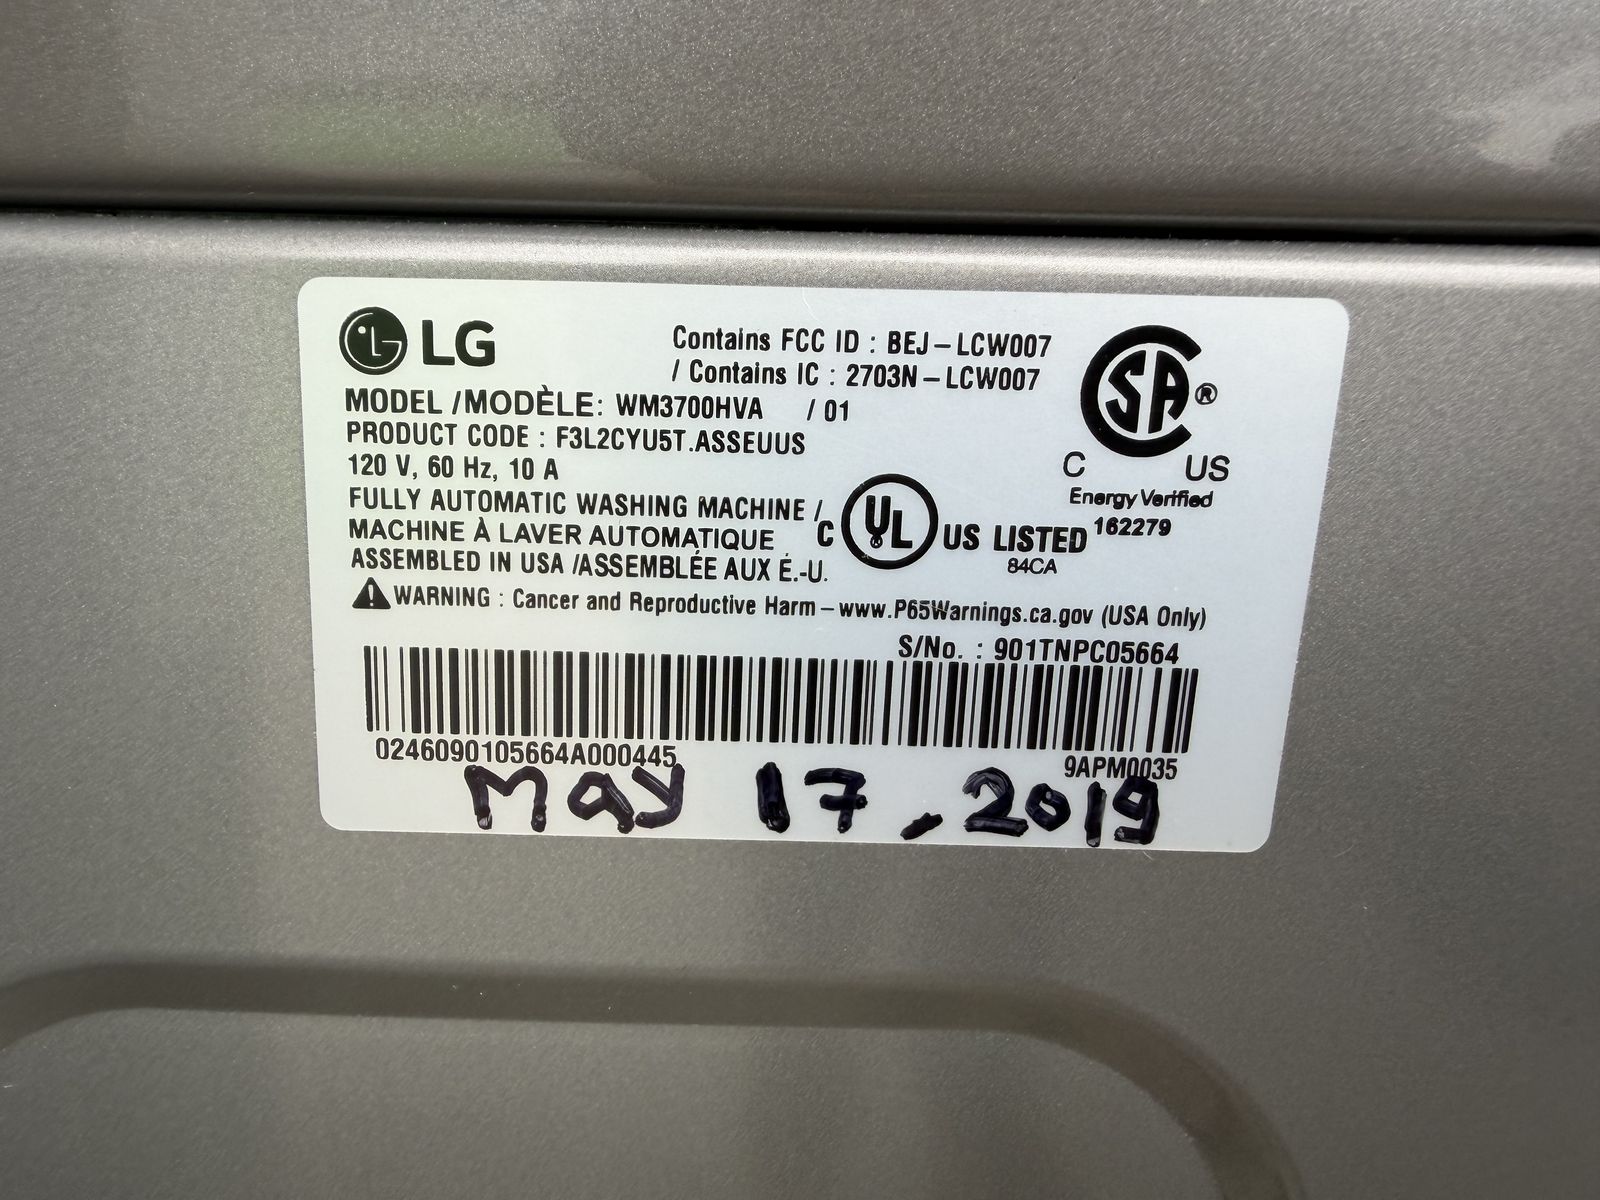 LG
Contains FCC ID : BEJ-LCW007
/ Contains IC : 2703N-LCW007
MODEL /MODÈLE: WM3700HVA / 01
PRODUCT CODE : F3L2CYU5T.ASSEUUS
120 V, 60 Hz, 10 A
FULLY AUTOMATIC WASHING MACHINE /
MACHINE À LAVER AUTOMATIQUE
ASSEMBLED IN USA /ASSEMBLÉE AUX É.-U.
SA ®
C US
Energy Verified
162279
C UL ® US LISTED
84CA
WARNING : Cancer and Reproductive Harm - www.P65Warnings.ca.gov (USA Only)
S/No. : 901TNPC05664
0246090105664A000445
9APM0035
May 17, 2019